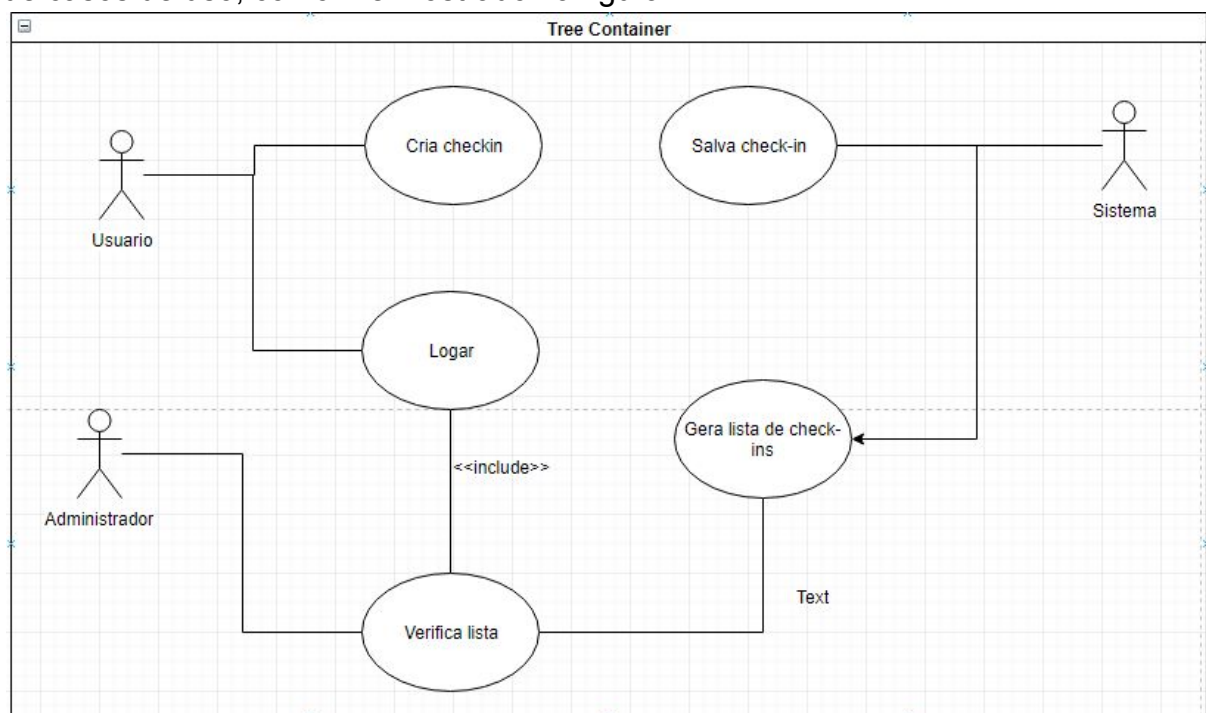 Tree Container
Cria checkin
Salva check-in
Usuario
Sistema
Logar
Gera lista de check-
ins
<<include>>
Administrador
Text
Verifica lista